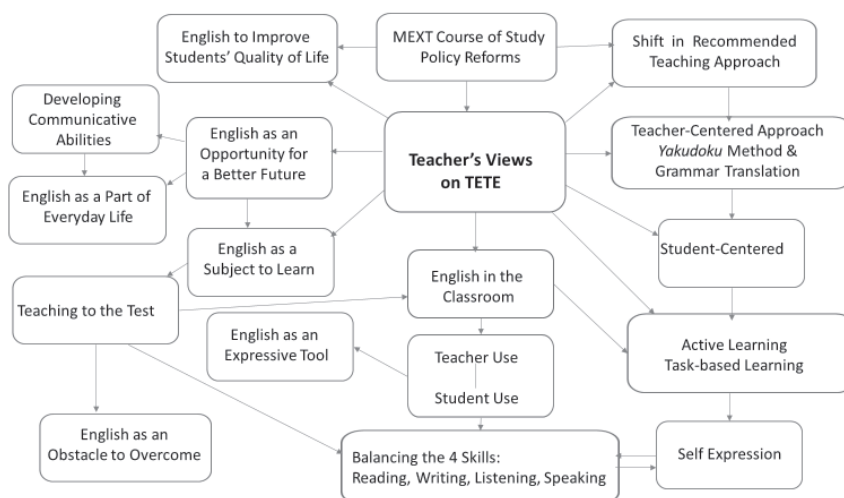 English to Improve
Students' Quality of Life
MEXT Course of Study
Policy Reforms
Shift in Recommended
Teaching Approach
Developing
Communicative
Abilities
English as an
Opportunity for
a Better Future
Teacher's Views
on TETE
Teacher-Centered Approach
Yakudoku Method &
Grammar Translation
English as a Part of
Everyday Life
English as a
Subject to Learn
Student-Centered
Teaching to the Test
English in the
Classroom
English as an
Expressive Tool
Teacher Use
Student Use
Active Learning
Task-based Learning
English as an
Obstacle to Overcome
Balancing the 4 Skills:
Reading, Writing, Listening, Speaking
Self Expression